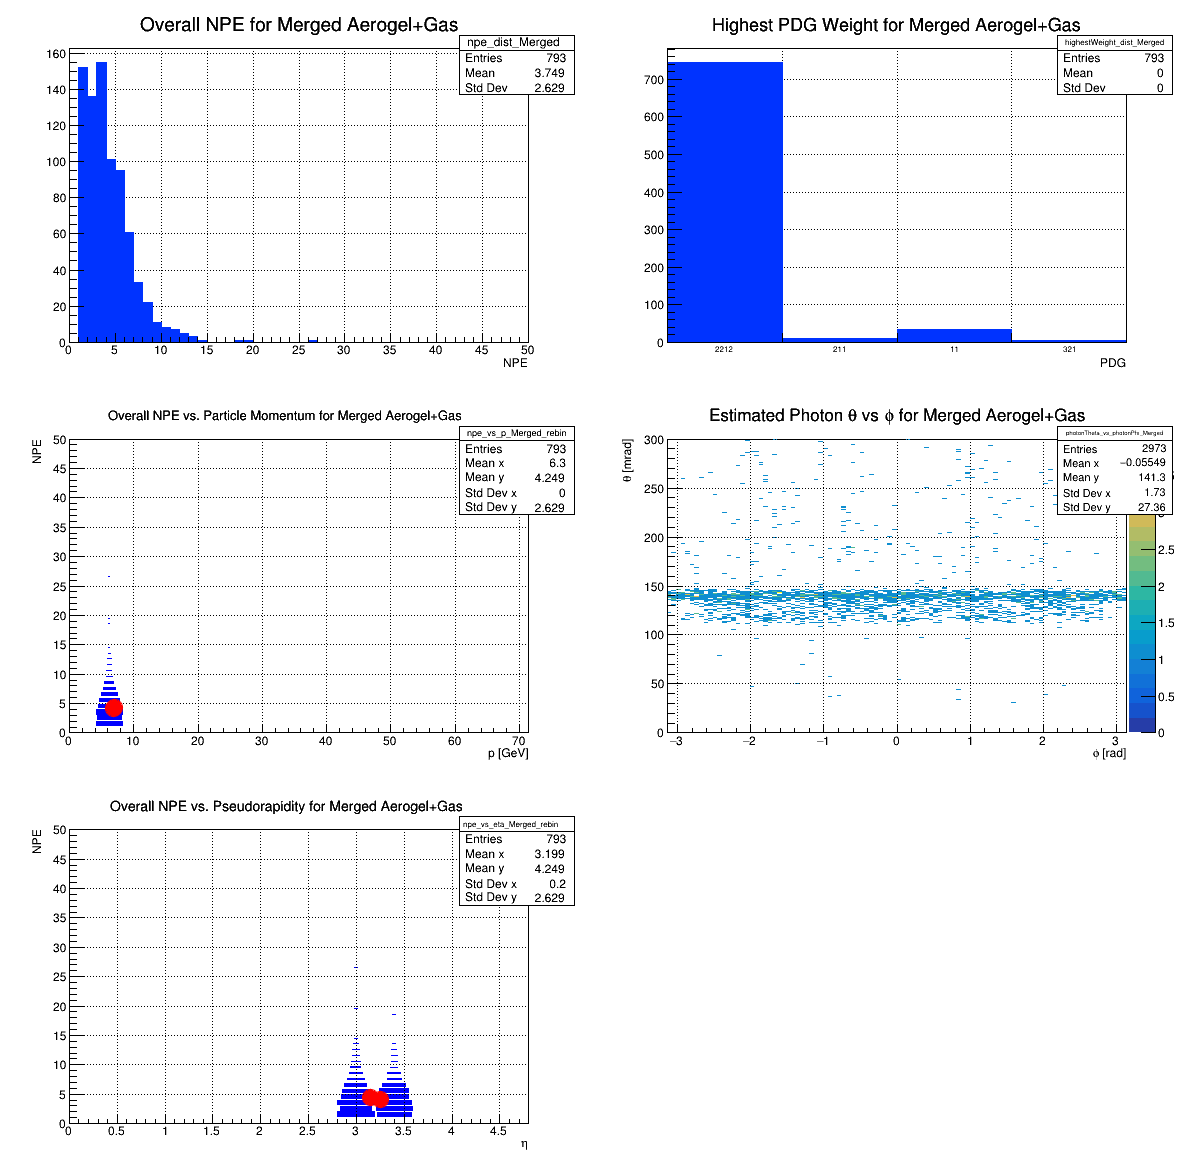 Overall NPE for Merged Aerogel+Gas
npe_dist_Merged
Entries 793
Mean 3.749
Std Dev 2.629
160
140
120
100
80
60
40
20
0
0 5 10 15 20 25 30 35 40 45 50
NPE
Highest PDG Weight for Merged Aerogel+Gas
highestWeight_dist_Merged
Entries 793
Mean 0
Std Dev 0
700
600
500
400
300
200
100
0
2212 211 11 321
PDG
Overall NPE vs. Particle Momentum for Merged Aerogel+Gas
npe_vs_p_Merged_rebin
Entries 793
Mean x 6.3
Mean y 4.249
Std Dev x 0
Std Dev y 2.629
NPE
50
45
40
35
30
25
20
15
10
5
0
0 10 20 30 40 50 60 70
p [GeV]
Estimated Photon θ vs ϕ for Merged Aerogel+Gas
photonTheta_vs_photonPhi_Merged
Entries 2973
Mean x −0.05549
Mean y 141.3
Std Dev x 1.73
Std Dev y 27.36
θ [mrad]
300
250
200
150
100
50
0
−3 −2 −1 0 1 2 3
ϕ [rad]
2.5
2
1.5
1
0.5
0
Overall NPE vs. Pseudorapidity for Merged Aerogel+Gas
npe_vs_eta_Merged_rebin
Entries 793
Mean x 3.199
Mean y 4.249
Std Dev x 0.2
Std Dev y 2.629
NPE
50
45
40
35
30
25
20
15
10
5
0
0 0.5 1 1.5 2 2.5 3 3.5 4 4.5
η